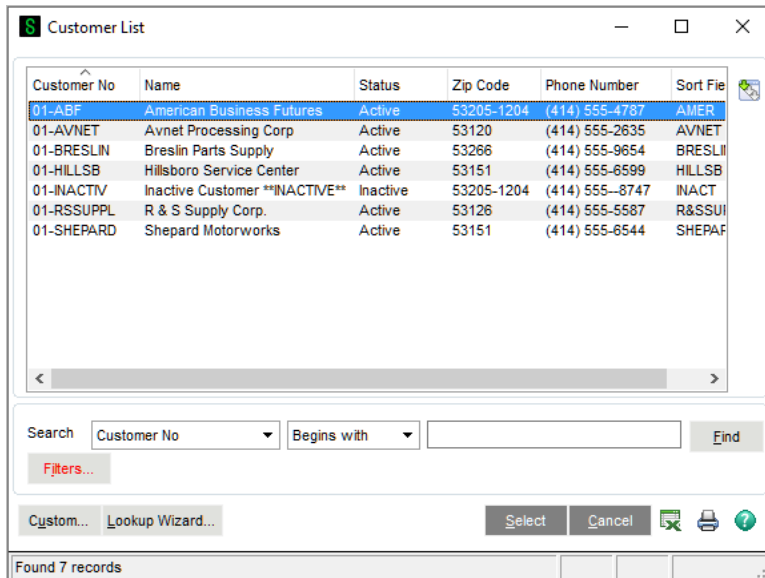 S Customer List
Customer No Name Status Zip Code Phone Number Sort Fie
01-ABF American Business Futures Active 53205-1204 (414) 555-4787 AMER
01-AVNET Avnet Processing Corp Active 53120 (414) 555-2635 AVNET
01-BRESLIN Breslin Parts Supply Active 53266 (414) 555-9654 BRESLI
01-HILLSB Hillsboro Service Center Active 53151 (414) 555-6599 HILLSB
01-INACTIV Inactive Customer **INACTIVE** Inactive 53205-1204 (414) 555--8747 INACT
01-RSSUPPL R & S Supply Corp. Active 53126 (414) 555-5587 R&SSU
01-SHEPARD Shepard Motorworks Active 53151 (414) 555-6544 SHEPAR
Search Customer No Begins with Find
Filters...
Custom... Lookup Wizard... Select Cancel
Found 7 records